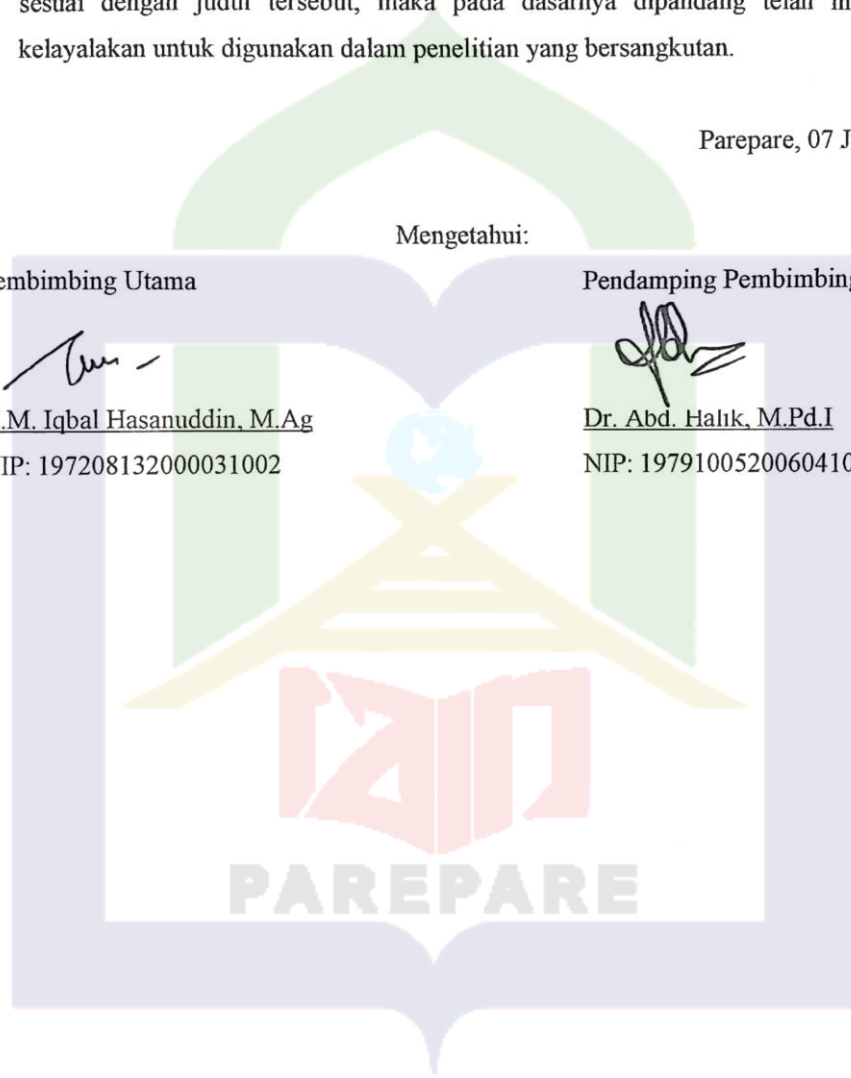 sesuai dengan judul tersebut, maka pada dasarnya dipandang telah
kelayalakan untuk digunakan dalam penelitian yang bersangkutan.
Parepare, 07 J
Mengetahui:
embimbing Utama
Pendamping Pembimbing
.M. Iqbal Hasanuddin, M.Ag
Dr. Abd. Halik, M.Pd.I
IP: 197208132000031002
NIP: 1979100520060410
iain
PAREPARE